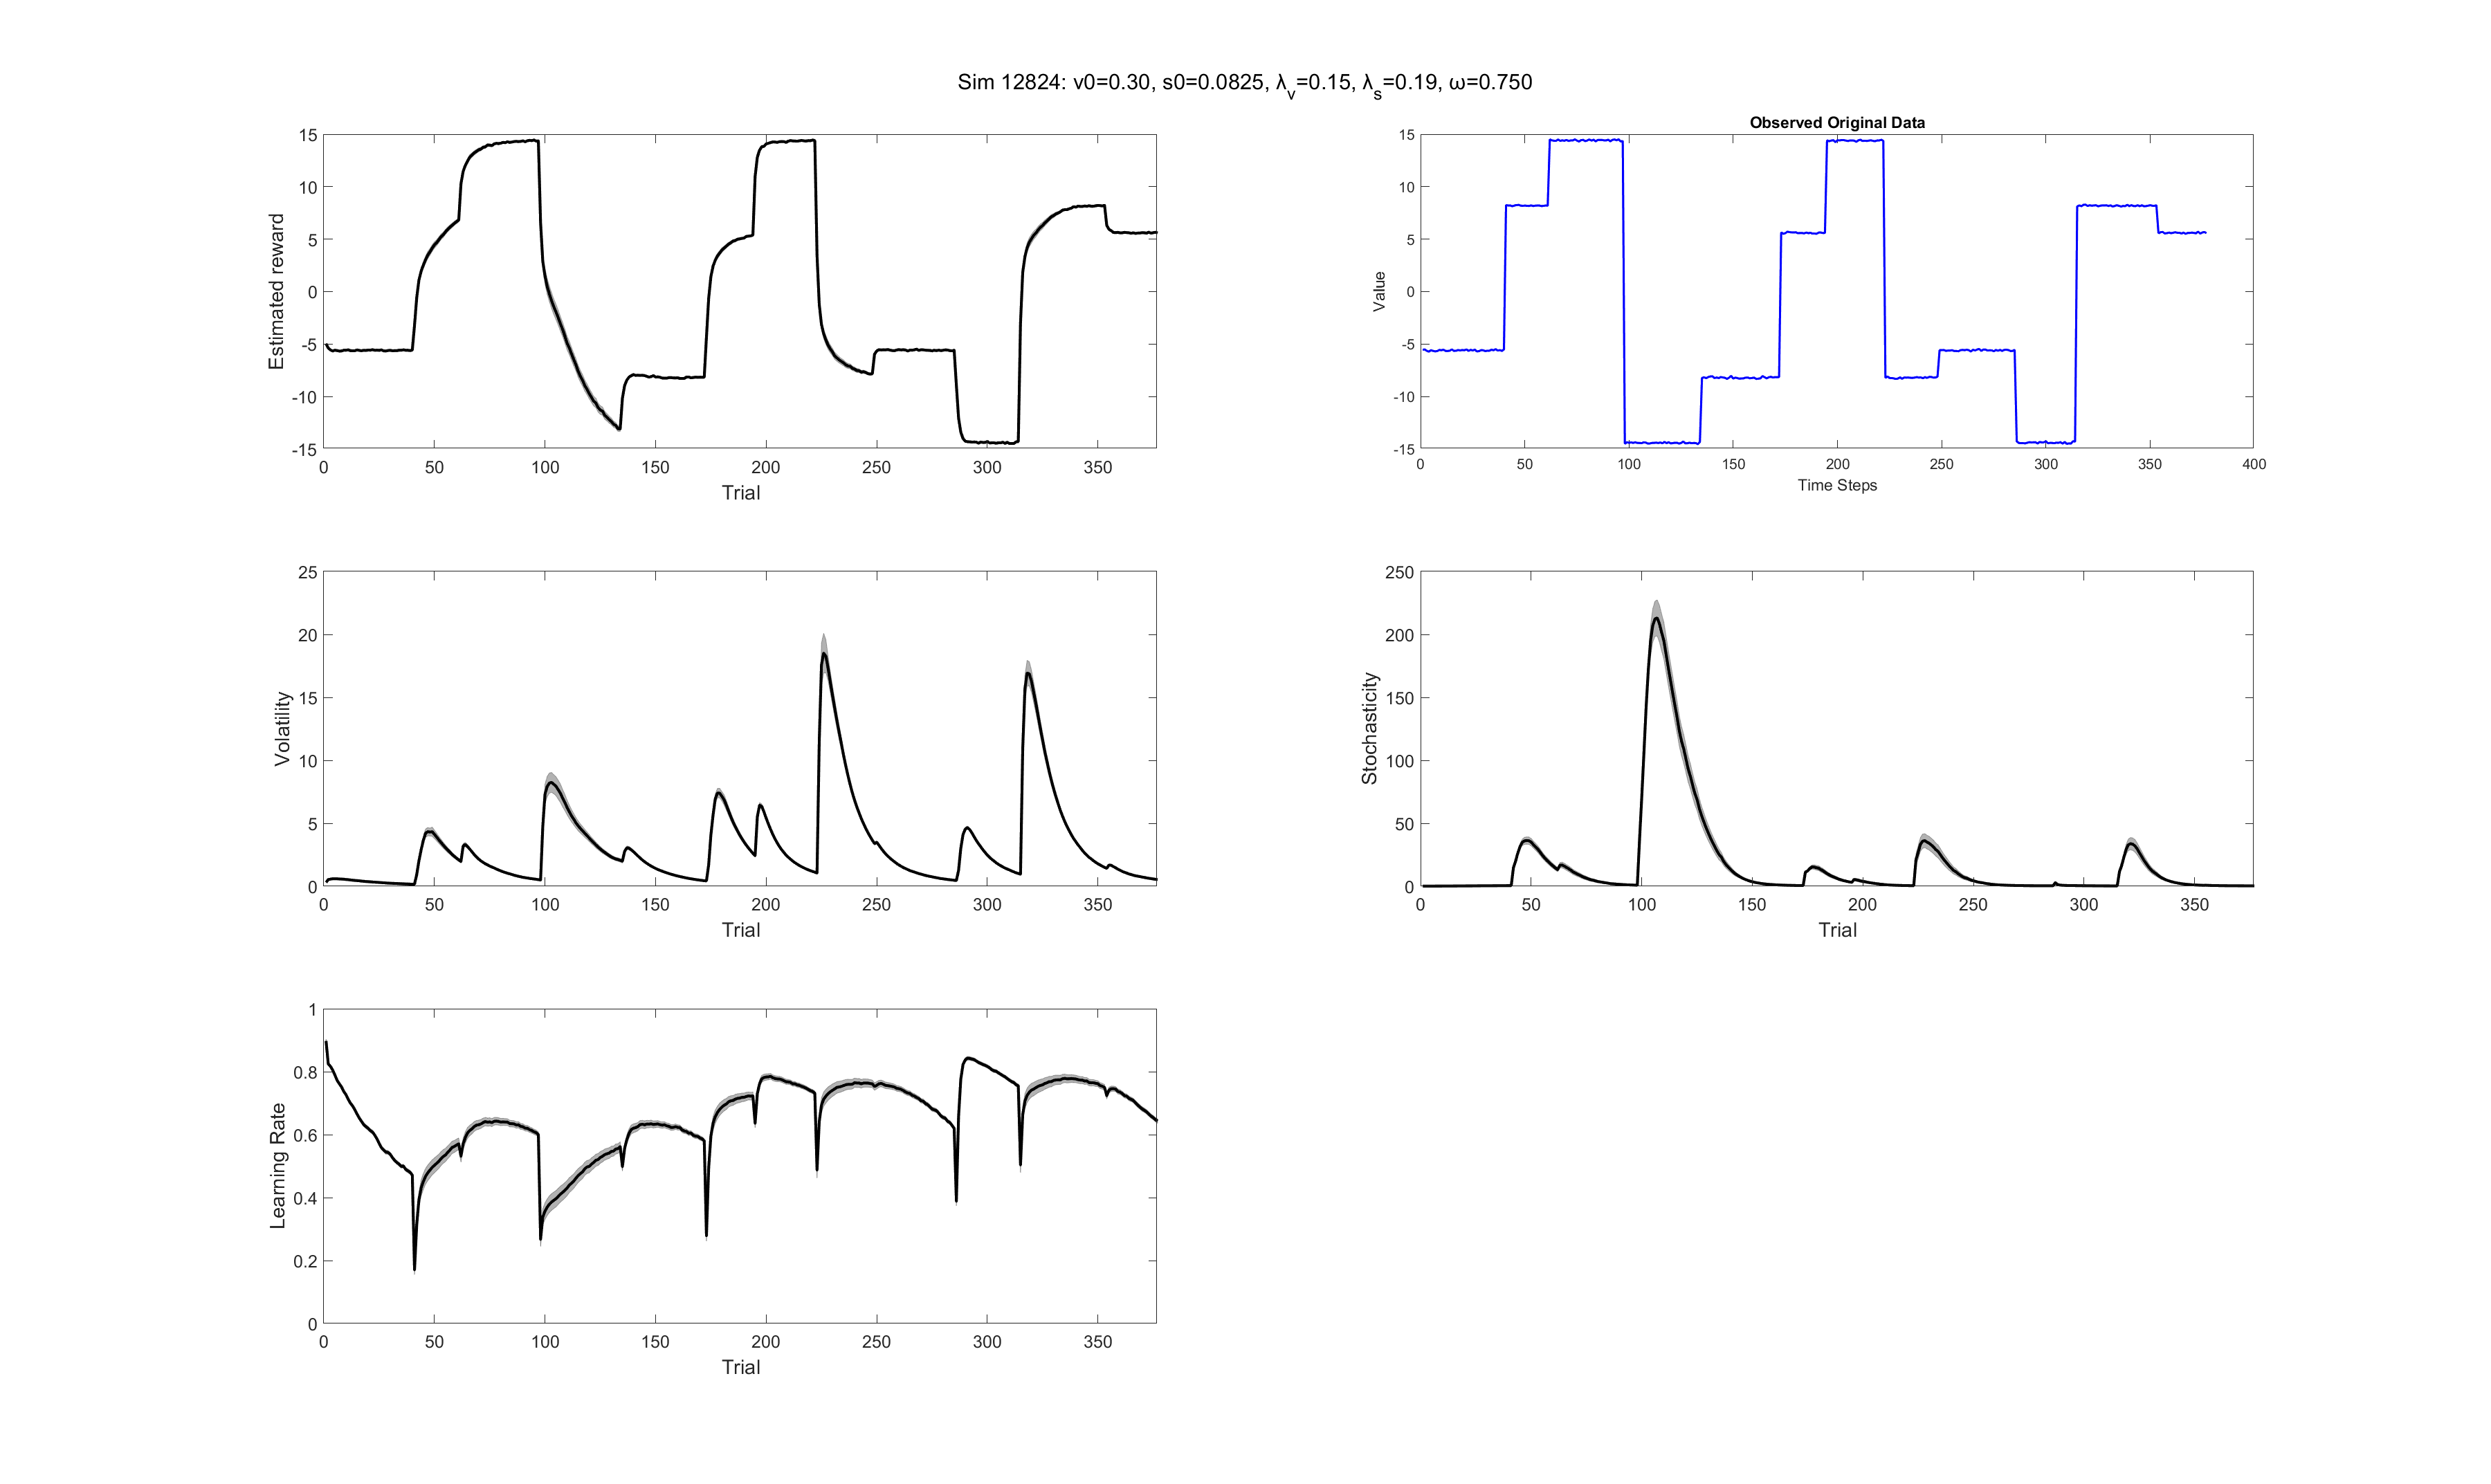 Sim 12824: v0=0.30, s0=0.0825, λv=0.15, λs=0.19, ω=0.750
Estimated reward
15
10
5
0
-5
-10
-15
0 50 100 150 200 250 300 350
Trial
Observed Original Data
Value
15
10
5
0
-5
-10
-15
0 50 100 150 200 250 300 350 400
Time Steps
Volatility
25
20
15
10
5
0
0 50 100 150 200 250 300 350
Trial
Stochasticity
250
200
150
100
50
0
0 50 100 150 200 250 300 350
Trial
Learning Rate
1
0.8
0.6
0.4
0.2
0
0 50 100 150 200 250 300 350
Trial